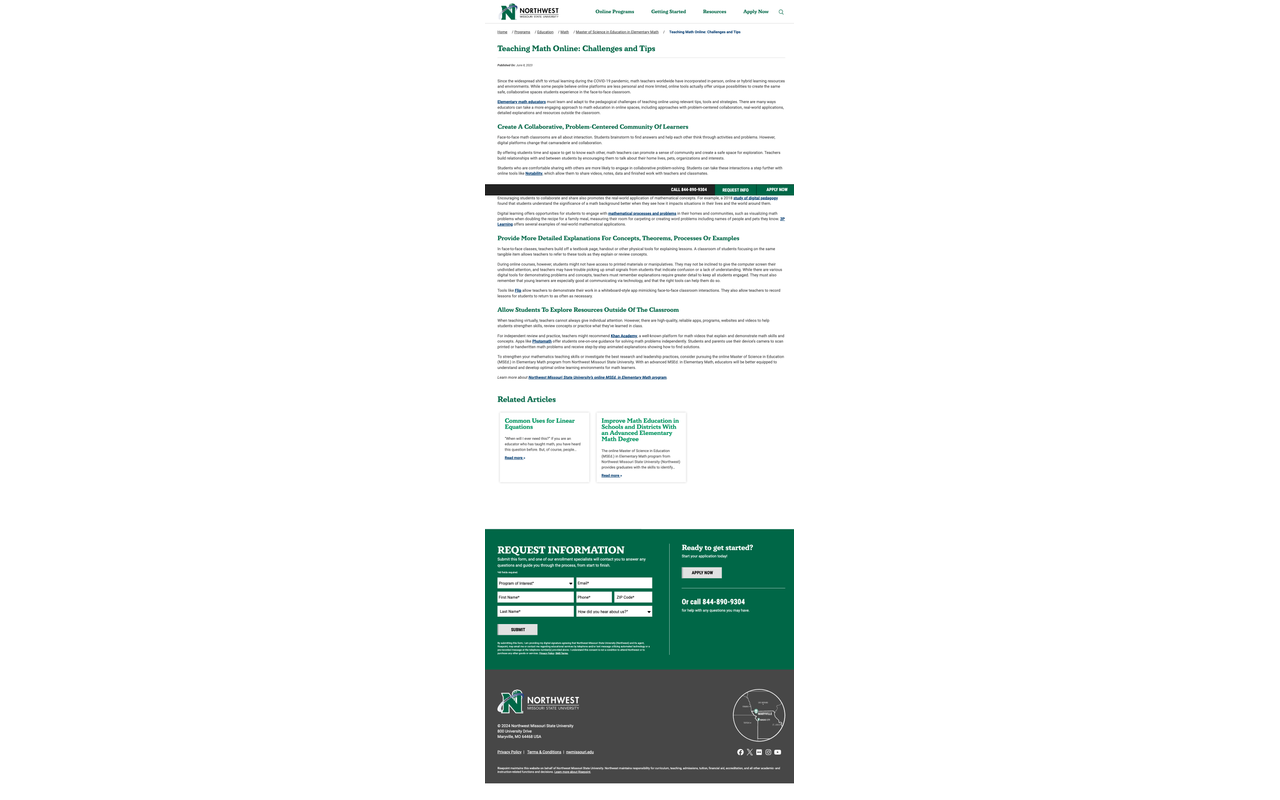 NORTHWEST
MISSOURI STATE UNIVERSITY
Online Programs Getting Started Resources Apply Now
Home / Programs / Education / Math / Master of Science in Education in Elementary Math / Teaching Math Online: Challenges and Tips
Teaching Math Online: Challenges and Tips
Published On: June 8, 2021
Since the widespread shift to virtual learning during the COVID-19 pandemic, math teachers worldwide have incorporated in-person, online or hybrid learning resources
and environments. While some people believe online platforms are less personal and more limited, online tools actually offer unique possibilities to create the same
safe, collaborative spaces students experience in the face-to-face classroom.
Elementary math educators must learn and adapt to the pedagogical challenges of teaching online using relevant tips, tools and strategies. There are many ways
educators can take a more engaging approach to math education in online spaces, including approaches with problem-centered collaboration, real-world applications,
detailed explanations and resources outside the classroom.
Create A Collaborative, Problem-Centered Community Of Learners
Face-to-face math classrooms are all about interaction. Students brainstorm to find answers and help each other think through activities and problems. However,
digital platforms change that camaraderie and collaboration.
By offering students time and space to get to know each other, math teachers can promote a sense of community and create a safe space for exploration. Teachers
build relationships with and between students by encouraging them to talk about their home lives, pets, organizations and interests.
Students who are comfortable sharing with others are more likely to engage in collaborative problem-solving. Students can take these interactions a step further with
online tools like Notability, which allow them to share videos, notes, data and finished work with teachers and classmates.
CALL 844-890-9304 REQUEST INFO APPLY NOW
Encouraging students to collaborate and share also promotes the real-world application of mathematical concepts. For example, a 2018 study of digital pedagogy
found that students understand the significance of a math background better when they see how it impacts situations in their lives and the world around them.
Digital learning offers opportunities for students to engage with mathematical processes and problems in their homes and communities, such as visualizing math
problems when doubling the recipe for a family meal, measuring their room for carpeting or creating word problems including names of people and pets they know. 3P
Learning offers several examples of real-world mathematical applications.
Provide More Detailed Explanations For Concepts, Theorems, Processes Or Examples
In face-to-face classes, teachers build off a textbook page, handout or other physical tools for explaining lessons. A classroom of students focusing on the same
tangible item allows teachers to refer to these tools as they explain or review concepts.
During online courses, however, students might not have access to printed materials or manipulatives. They may not be inclined to give the computer screen their
undivided attention, and teachers may have trouble picking up small signals from students that indicate confusion or a lack of understanding. While there are various
digital tools for demonstrating problems and concepts, teachers must remember explanations require greater detail to keep all students engaged. They must also
remember that young learners are especially good at communicating via technology, and that the right tools can help them do so.
Tools like Flip allow teachers to demonstrate their work in a whiteboard-style app mimicking face-to-face classroom interactions. They also allow teachers to record
lessons for students to return to as often as necessary.
Allow Students To Explore Resources Outside Of The Classroom
When teaching virtually, teachers cannot always give individual attention. However, there are high-quality, reliable apps, programs, websites and videos to help
students strengthen skills, review concepts or practice what they've learned in class.
For independent review and practice, teachers might recommend Khan Academy, a well-known platform for math videos that explain and demonstrate math skills and
concepts. Apps like Photomath offer students one-on-one guidance for solving math problems independently. Students and parents use their device's camera to scan
printed or handwritten math problems and receive step-by-step animated explanations showing how to find solutions.
To strengthen your mathematics teaching skills or investigate the best research and leadership practices, consider pursuing the online Master of Science in Education
(MSEd.) in Elementary Math program from Northwest Missouri State University. With an advanced MSEd. in Elementary Math, educators will be better equipped to
understand and develop optimal online learning environments for math learners.
Learn more about Northwest Missouri State University's online MSEd. in Elementary Math program.
Related Articles
Common Uses for Linear
Equations
"When will I ever need this?" If you are an
educator who has taught math, you have heard
this question before. But, of course, people...
Read more >
Improve Math Education in
Schools and Districts With
an Advanced Elementary
Math Degree
The online Master of Science in Education
(MSEd.) in Elementary Math program from
Northwest Missouri State University (Northwest)
provides graduates with the skills to identify...
Read more >
REQUEST INFORMATION
Submit this form, and one of our enrollment specialists will contact you to answer any
questions and guide you through the process, from start to finish.
*All fields required.
Program of Interest* Email*
First Name* Phone* ZIP Code*
Last Name* How did you hear about us?*
SUBMIT
Privacy Policy. SMS Terms.
Ready to get started?
Start your application today!
APPLY NOW
Or call 844-890-9304
for help with any questions you may have.
NORTHWEST
MISSOURI STATE UNIVERSITY
© 2024 Northwest Missouri State University
800 University Drive
Maryville, MO 64468 USA
Privacy Policy | Terms & Conditions | nwmissouri.edu
Risepoint maintains this website on behalf of Northwest Missouri State University. Northwest maintains responsibility for curriculum, teaching, admissions, tuition, financial aid, accreditation, and all other academic- and
instruction-related functions and decisions. Learn more about Risepoint.